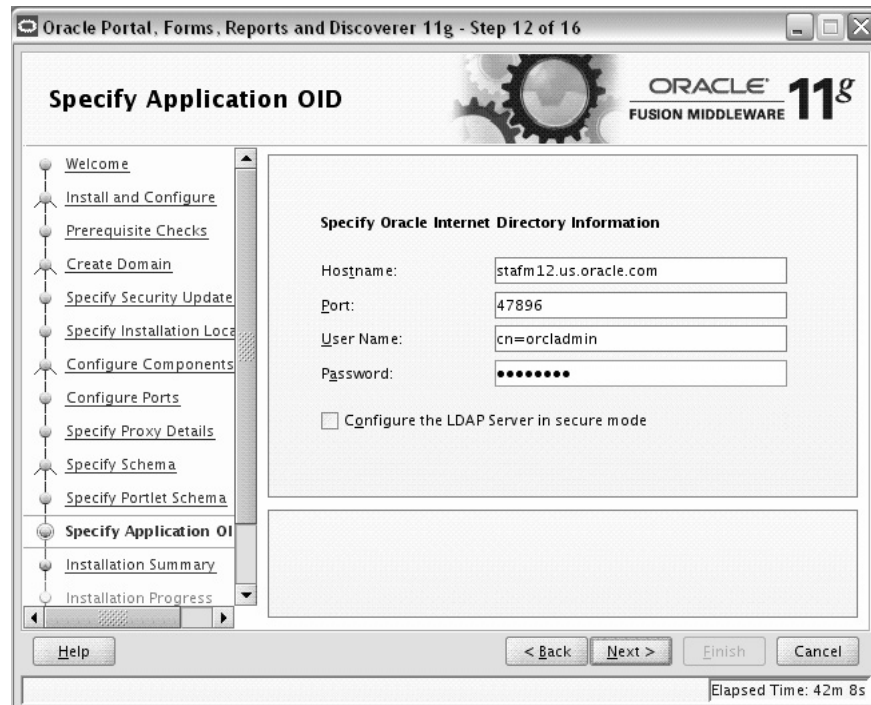 Oracle Portal, Forms, Reports and Discoverer 11g - Step 12 of 16
Specify Application OID
ORACLE®
FUSION MIDDLEWARE
11g
Welcome
Install and Configure
Prerequisite Checks
Create Domain
Specify Security Update
Specify Installation Loca
Configure Components
Configure Ports
Specify Proxy Details
Specify Schema
Specify Portlet Schema
Specify Application OI
Installation Summary
Installation Progress
Specify Oracle Internet Directory Information
Hostname: stafm12.us.oracle.com
Port: 47896
User Name: cn=orcladmin
Password: ●●●●●●●●
Configure the LDAP Server in secure mode
Help
< Back
Next >
Finish
Cancel
Elapsed Time: 42m 8s